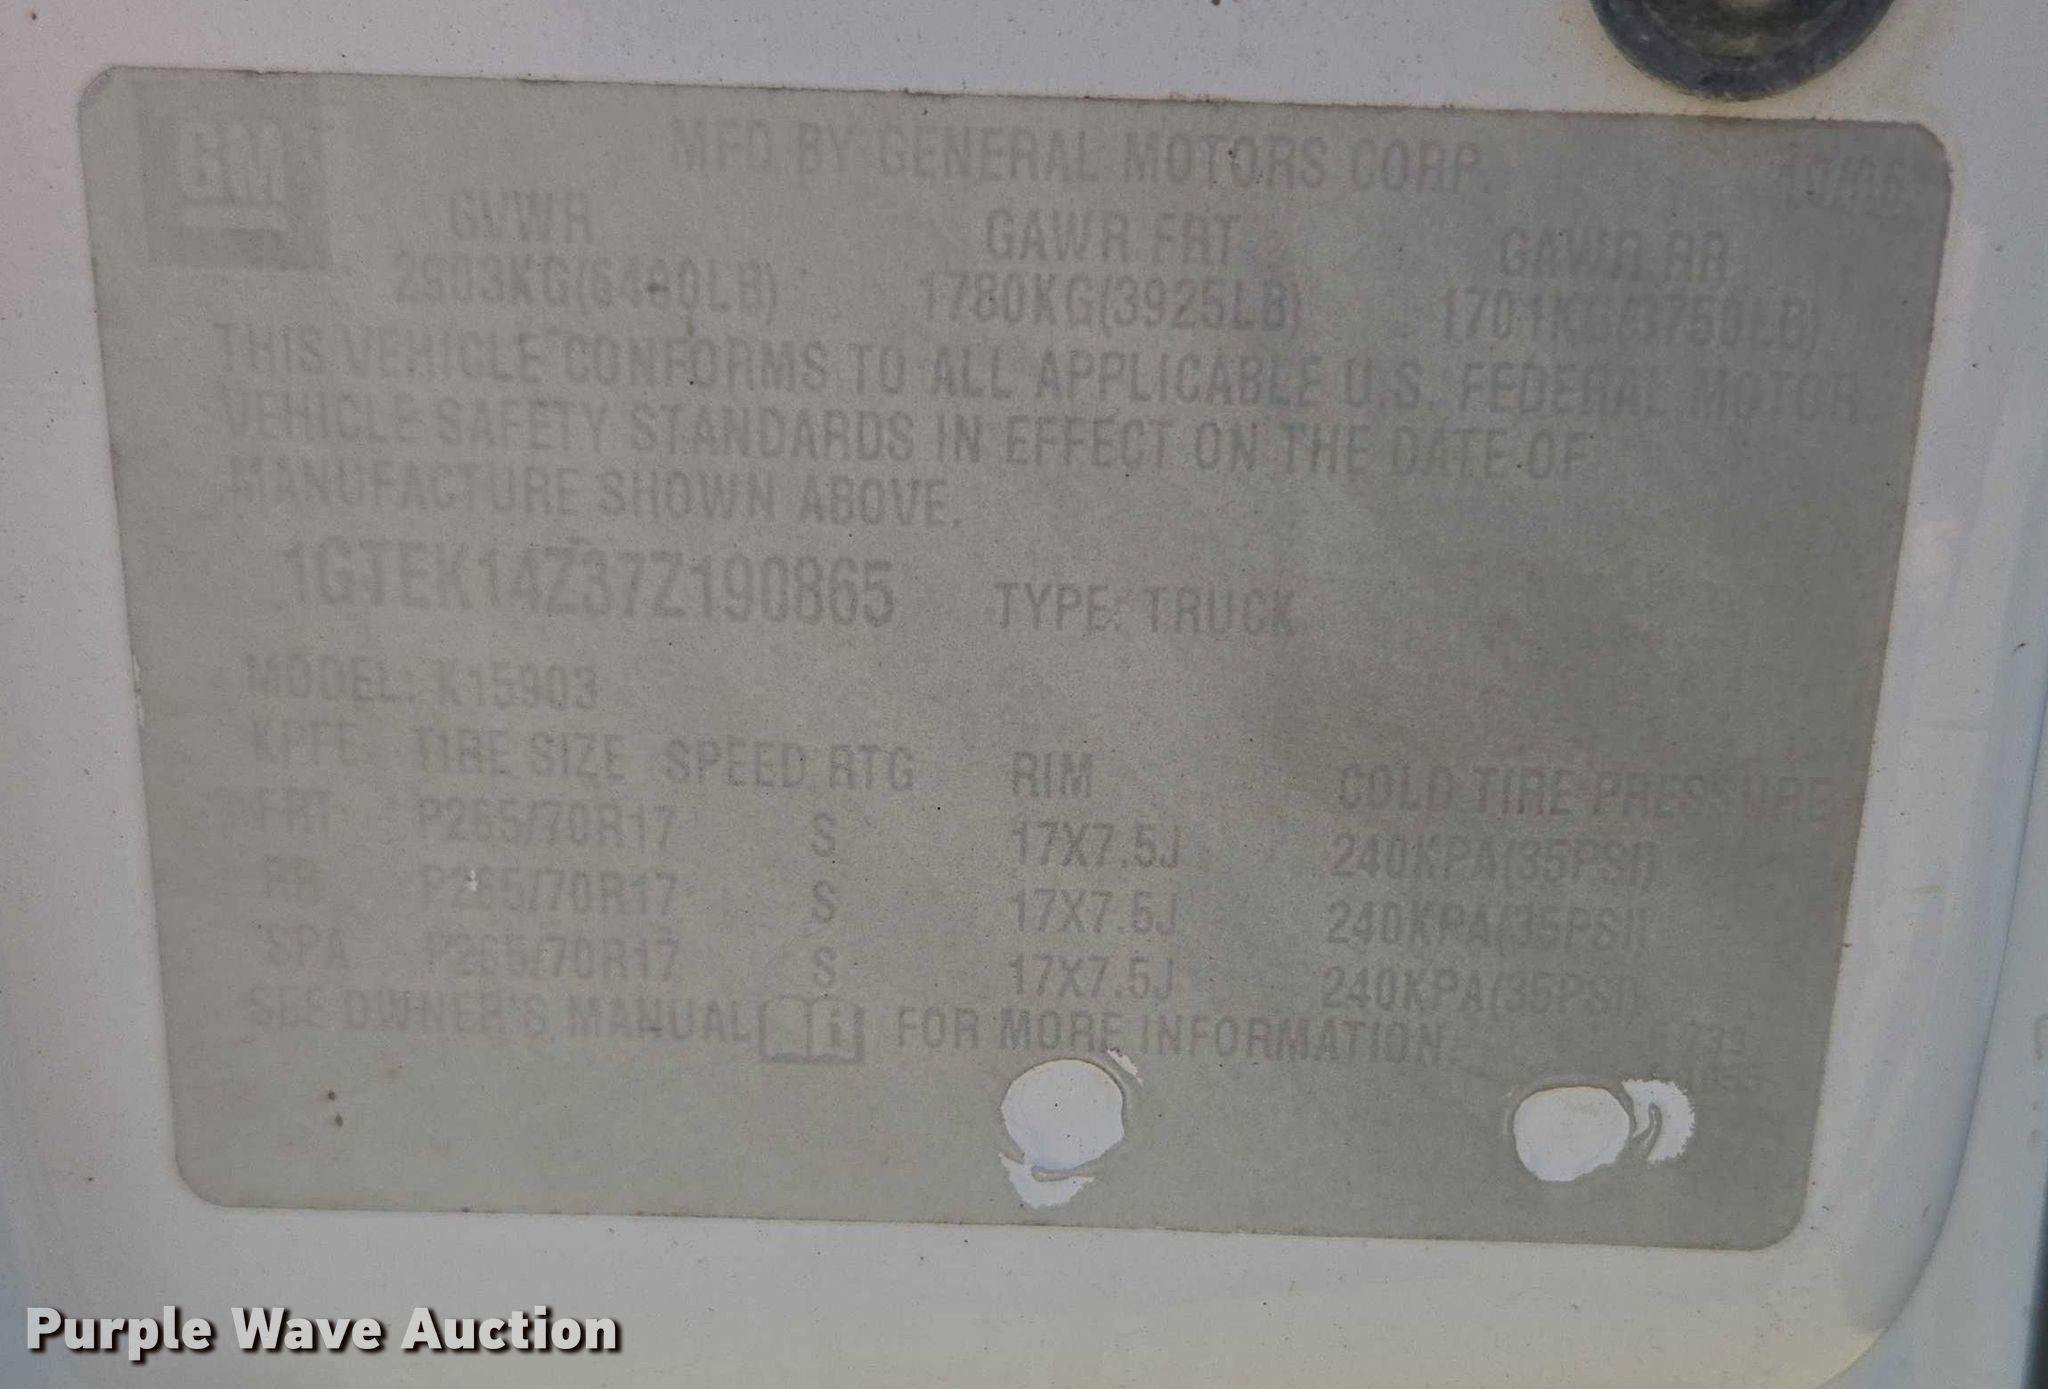 GM
MFD BY GENERAL MOTORS CORP.
GVWR GAWR FRT GAWR RR
2903KG(6400LB) 1780KG(3925LB) 1701KG(3750LB)
THIS VEHICLE CONFORMS TO ALL APPLICABLE U.S. FEDERAL MOTOR
VEHICLE SAFETY STANDARDS IN EFFECT ON THE DATE OF
MANUFACTURE SHOWN ABOVE.
1GTEK14Z37Z190865 TYPE: TRUCK
MODEL: K15903
KPFE TIRE SIZE SPEED RTG RIM COLD TIRE PRESSURE
FRT P265/70R17 S 17X7.5J 240KPA(35PSI)
RR P265/70R17 S 17X7.5J 240KPA(35PSI)
SPA P265/70R17 S 17X7.5J 240KPA(35PSI)
SEE OWNER'S MANUAL i FOR MORE INFORMATION.
Purple Wave Auction